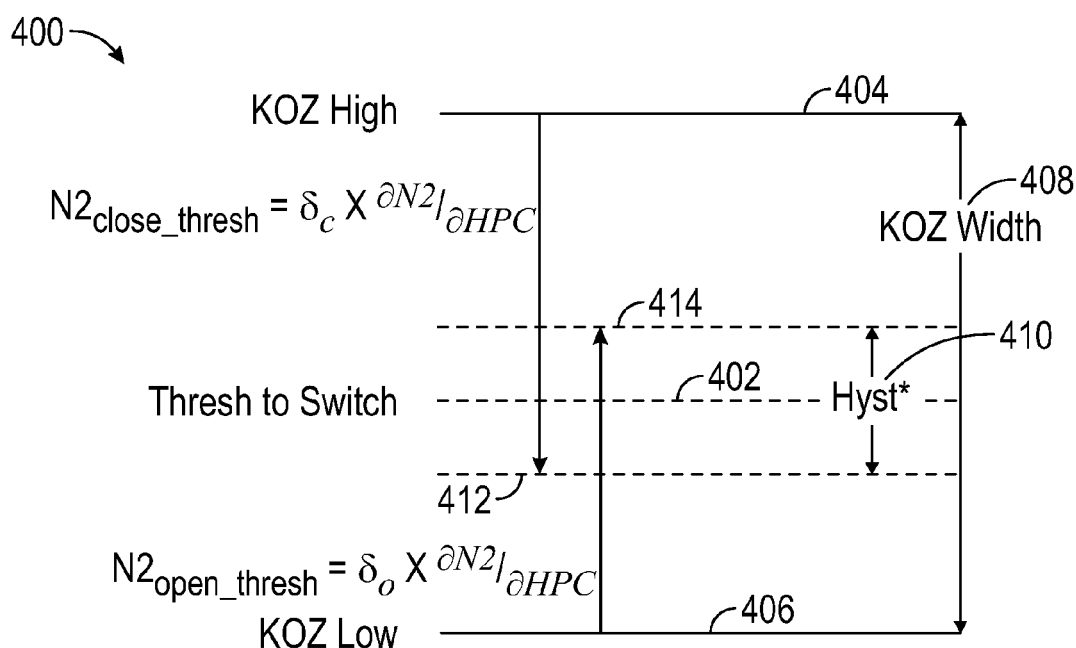 400
KOZ High
404
N2close_thresh = δc X ∂N2/∂HPC
408
KOZ Width
414
410
402
Thresh to Switch
Hyst*
412
N2open_thresh = δo X ∂N2/∂HPC
406
KOZ Low